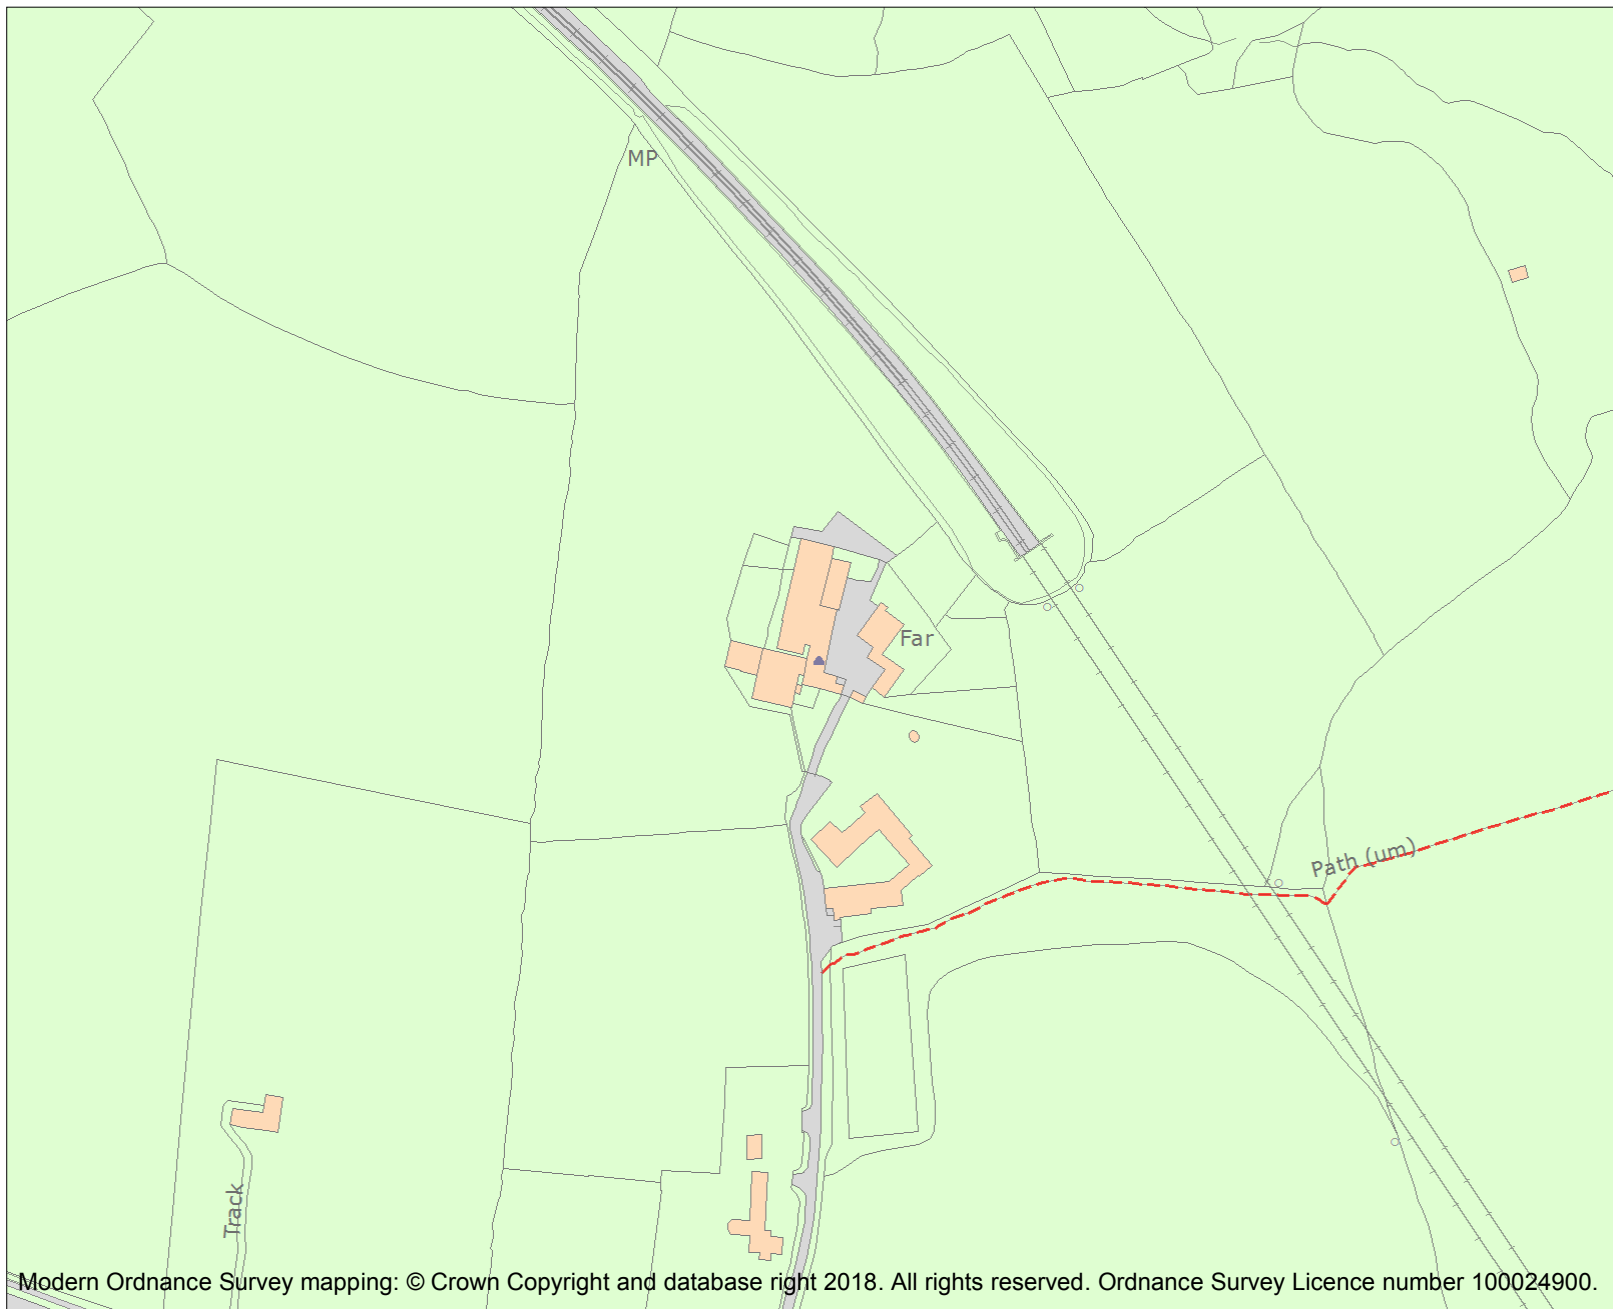 MP
Far
Path (um)
Track
Modern Ordnance Survey mapping: © Crown Copyright and database right 2018. All rights reserved. Ordnance Survey Licence number 100024900.